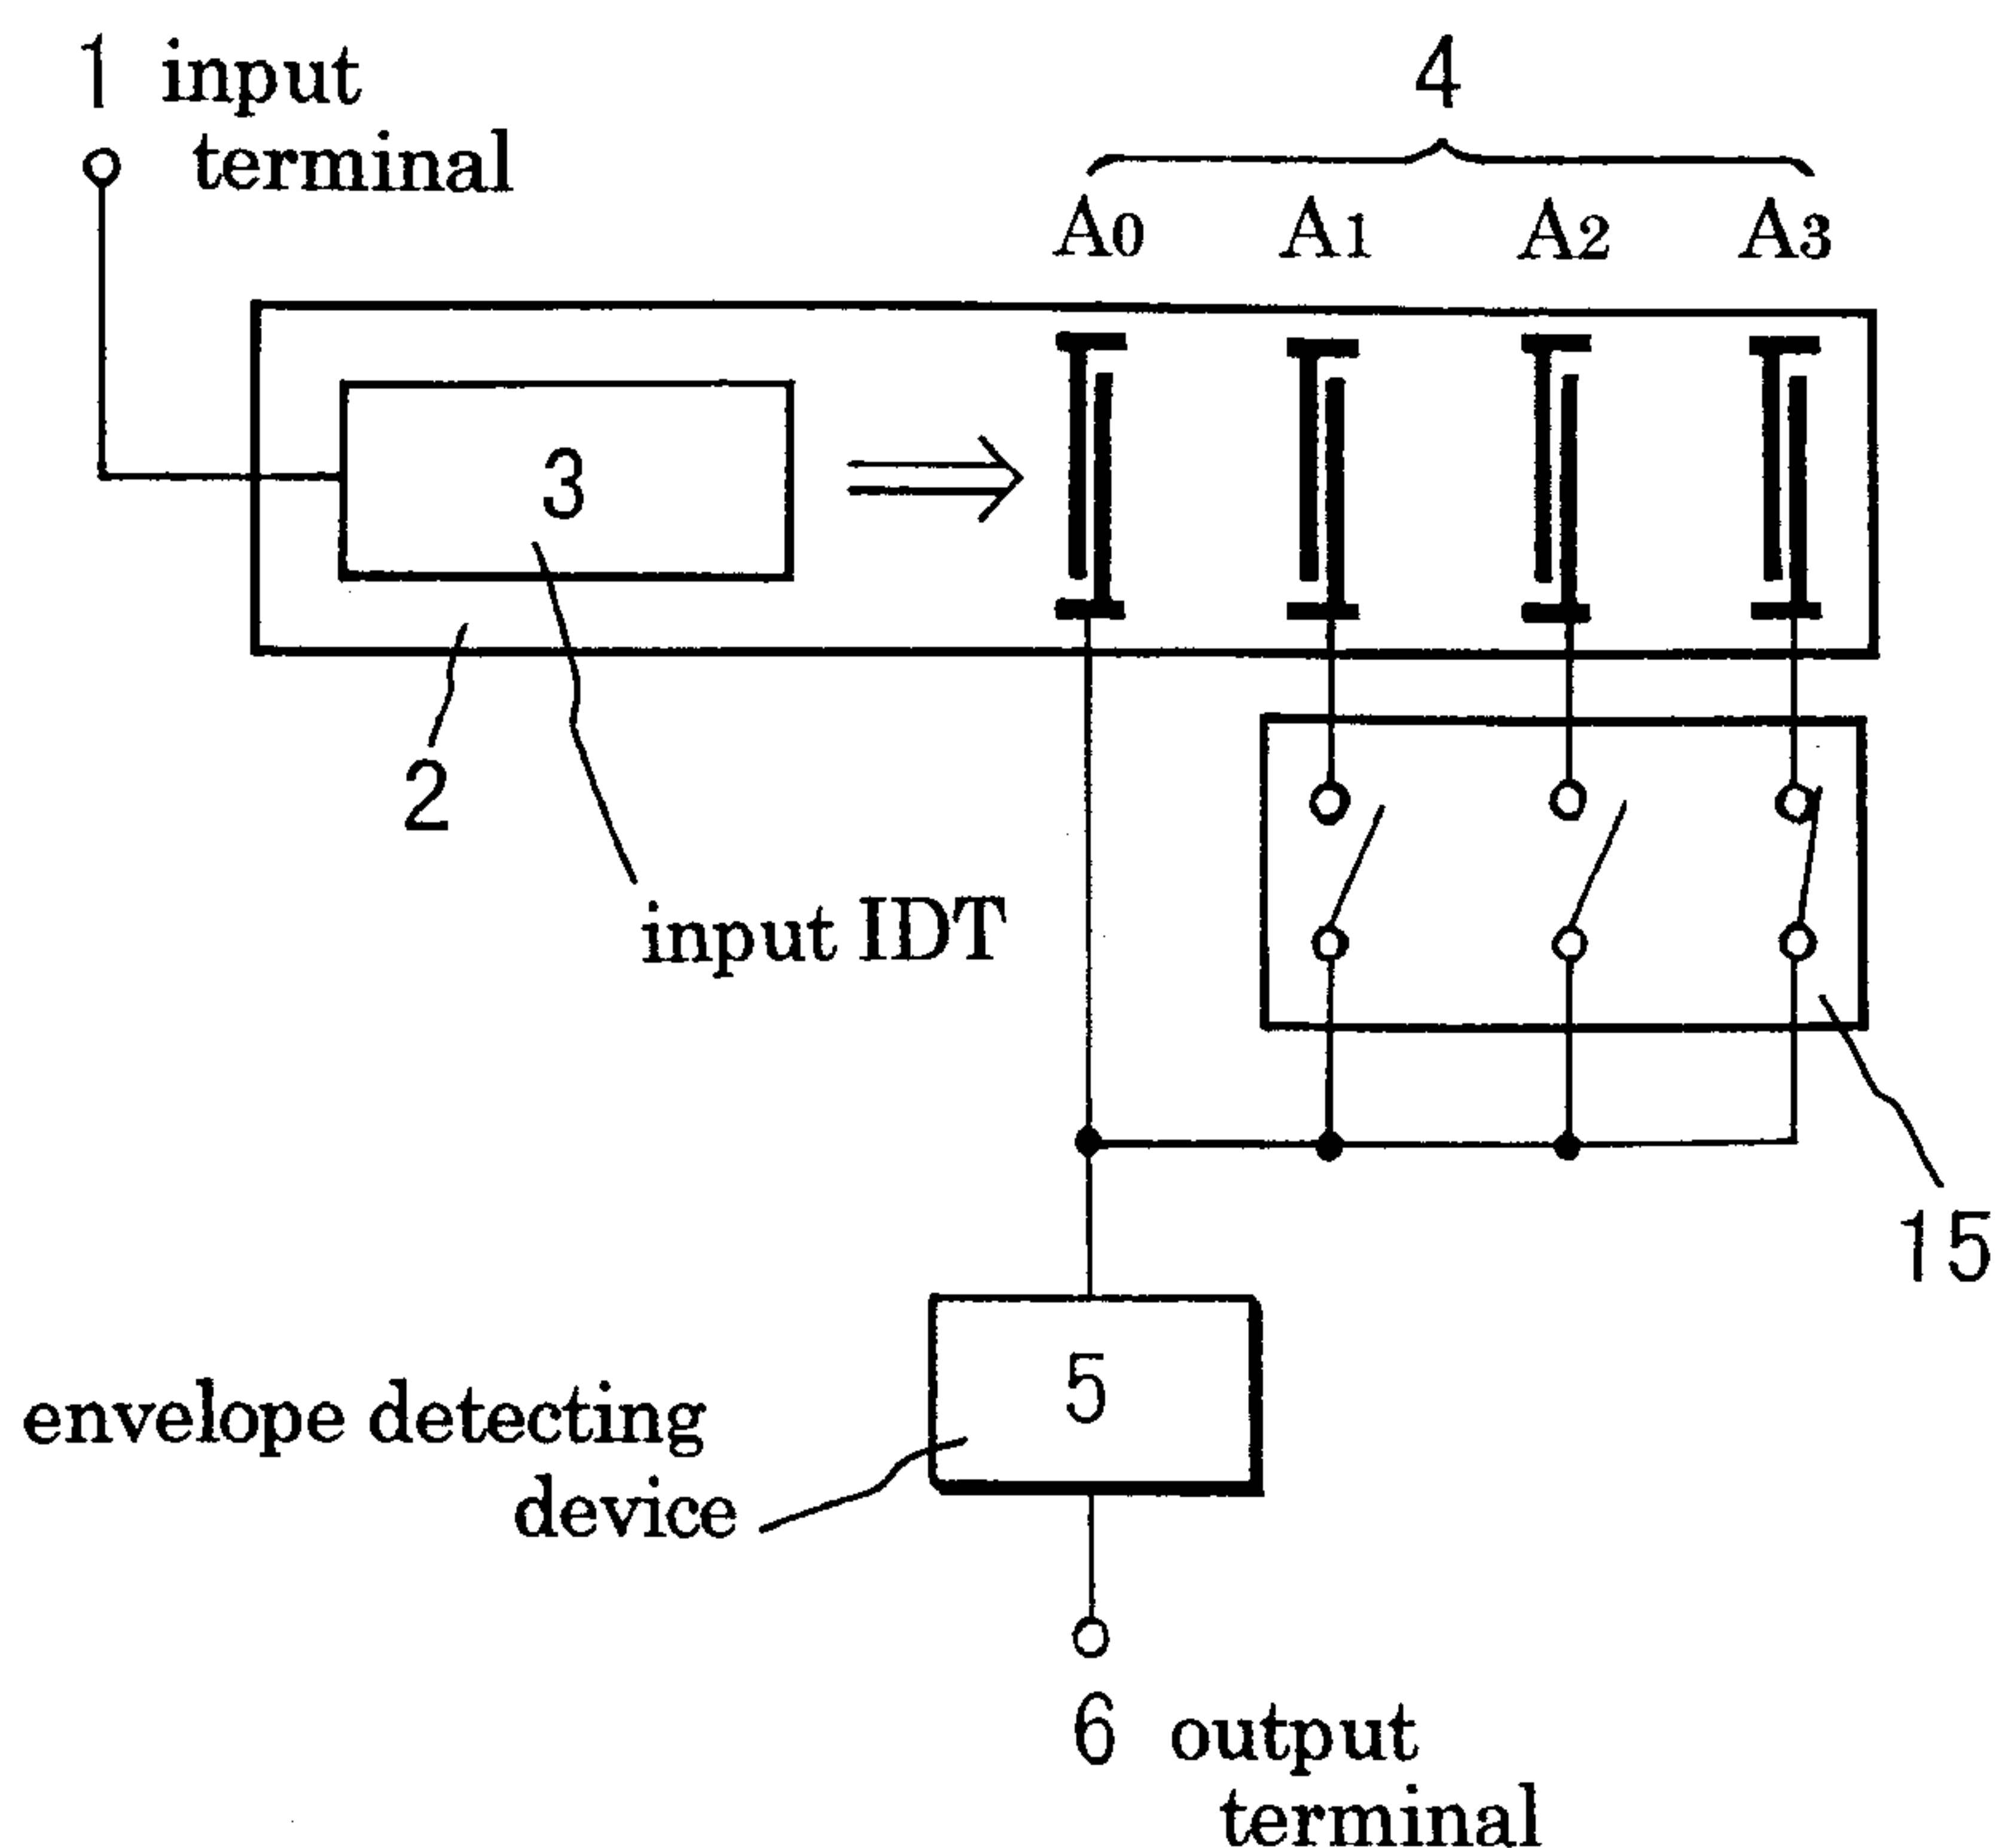 1 input
terminal
4
A0 A1 A2 A3
3
2
input IDT
15
5
envelope detecting
device
6 output
terminal